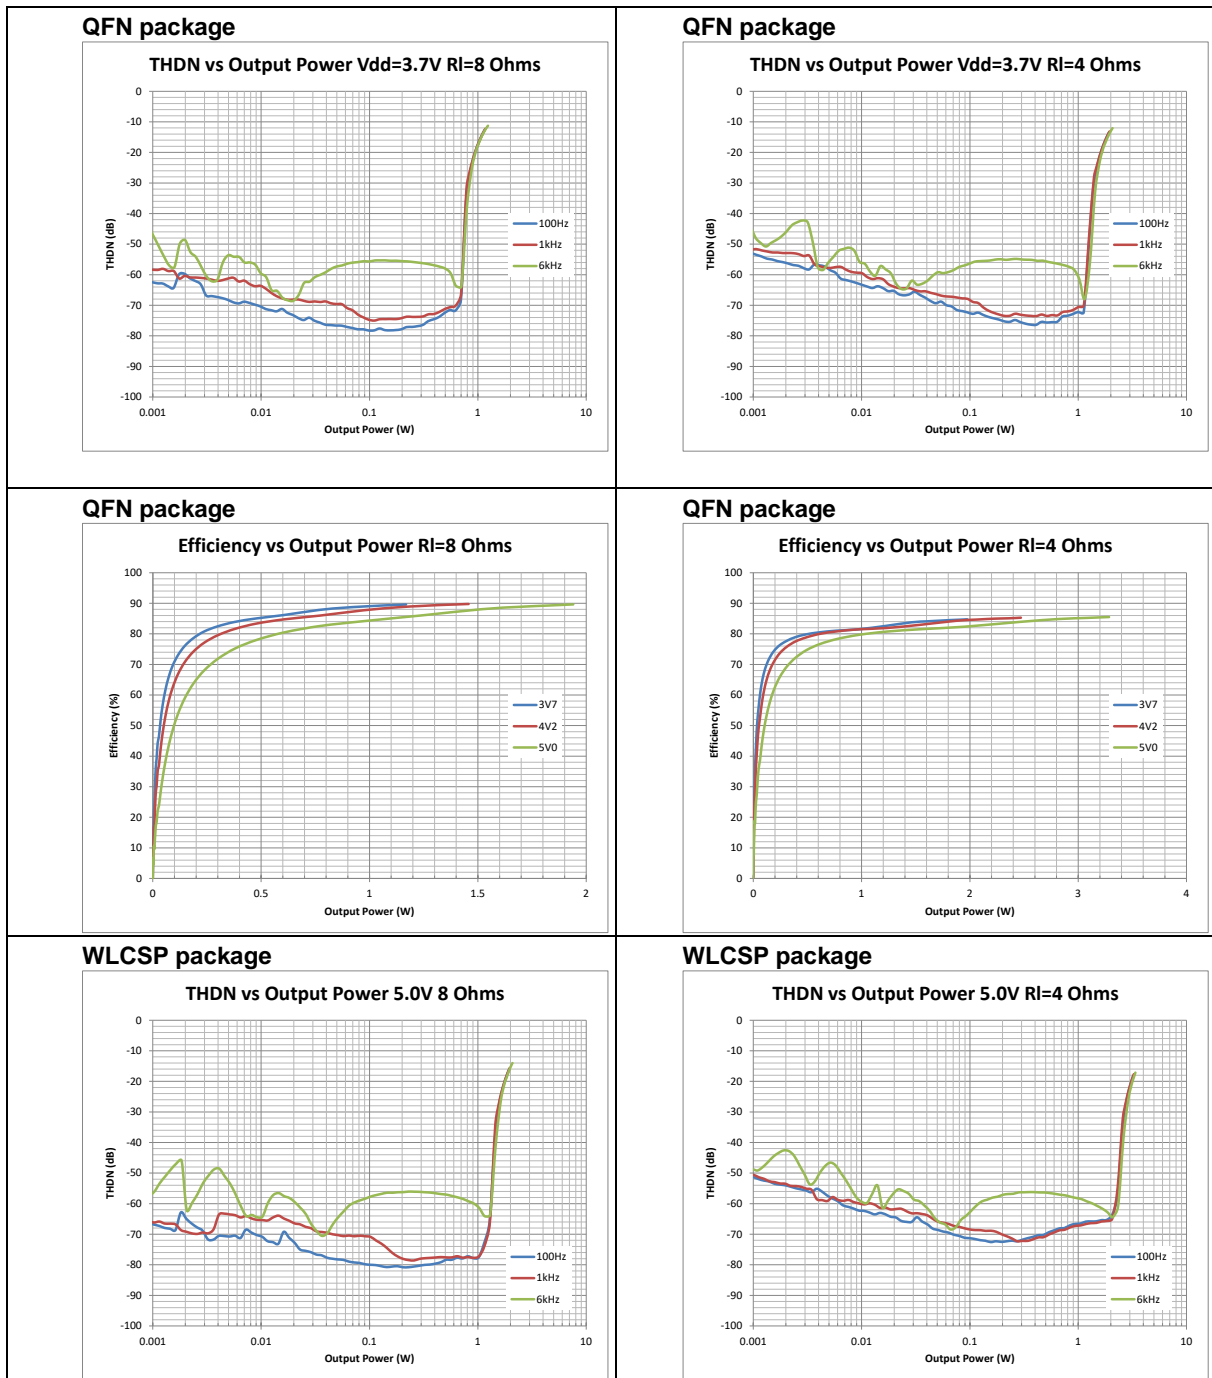 QFN package
THDN vs Output Power Vdd=3.7V Rl=8 Ohms
0
-10
-20
-30
-40
-50
-60
-70
-80
-90
-100
THDN (dB)
100Hz
1kHz
6kHz
0.001 0.01 0.1 1 10
Output Power (W)
QFN package
THDN vs Output Power Vdd=3.7V Rl=4 Ohms
0
-10
-20
-30
-40
-50
-60
-70
-80
-90
-100
THDN (dB)
100Hz
1kHz
6kHz
0.001 0.01 0.1 1 10
Output Power (W)
QFN package
Efficiency vs Output Power Rl=8 Ohms
100
90
80
70
60
50
40
30
20
10
0
Efficiency (%)
3V7
4V2
5V0
0 0.5 1 1.5 2
Output Power (W)
QFN package
Efficiency vs Output Power Rl=4 Ohms
100
90
80
70
60
50
40
30
20
10
0
Efficiency (%)
3V7
4V2
5V0
0 1 2 3 4
Output Power (W)
WLCSP package
THDN vs Output Power 5.0V 8 Ohms
0
-10
-20
-30
-40
-50
-60
-70
-80
-90
-100
THDN (dB)
100Hz
1kHz
6kHz
0.001 0.01 0.1 1 10
Output Power (W)
WLCSP package
THDN vs Output Power 5.0V Rl=4 Ohms
0
-10
-20
-30
-40
-50
-60
-70
-80
-90
-100
THDN (dB)
100Hz
1kHz
6kHz
0.001 0.01 0.1 1 10
Output Power (W)